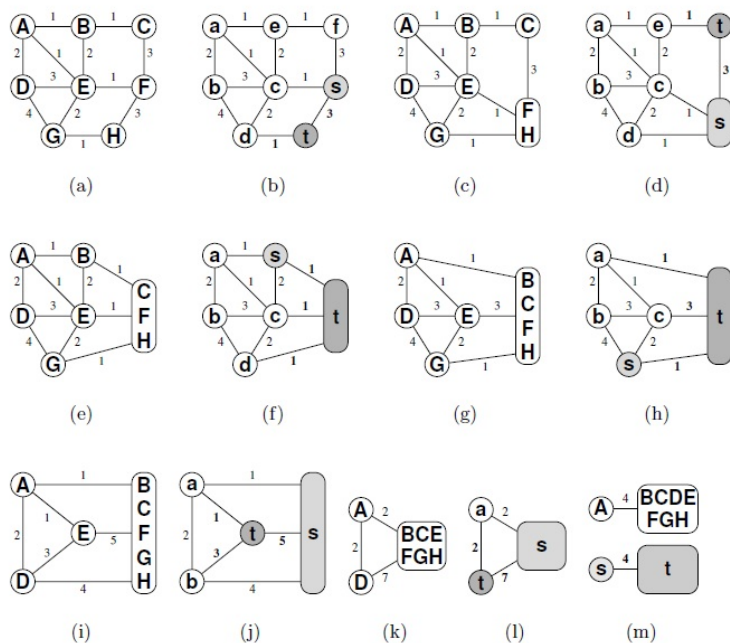 A 1 B 1 C
2 1 2 3
D 3 E 1 F
4 2 3
G 1 H
(a)
a 1 e 1 f
2 1 2 3
b 3 c 1 s
4 2 3
d 1 t
(b)
A 1 B 1 C
2 1 2 3
D 3 E
4 2 1 F
G 1 H
(c)
a 1 e 1 t
2 1 2 3
b 3 c
4 2 1 s
d 1
(d)
A 1 B
2 1 2 1 C
D 3 E 1 F
4 2 H
G 1
(e)
a 1 s
2 1 2 1
b 3 c 1 t
4 2
d 1
(f)
A 1 B
2 1 C
D 3 E 3 F
4 2 H
G 1
(g)
a 1
2 1
b 3 c 3 t
4 2
s 1
(h)
A 1 B
1 C
2 E 5 F
3 G
D 4 H
(i)
a 1
1
2 t 5 s
3
b 4
(j)
A 2
2 BCE
FGH
D 7
(k)
a 2
2 s
t 7
(l)
A 4 BCDE
FGH
s 4 t
(m)